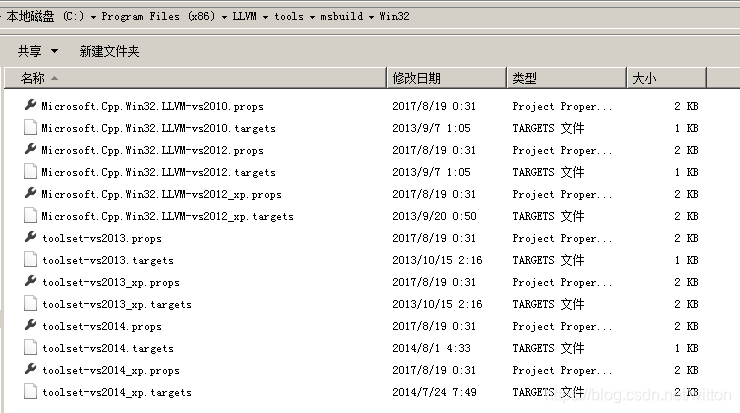 本地磁盘 (C:) ▾ Program Files (x86) ▾ LLVM ▾ tools ▾ msbuild ▾ Win32
共享 ▾ 新建文件夹
名称 修改日期 类型 大小
Microsoft.Cpp.Win32.LLVM-vs2010.props 2017/8/19 0:31 Project Proper... 2 KB
Microsoft.Cpp.Win32.LLVM-vs2010.targets 2013/9/7 1:05 TARGETS 文件 1 KB
Microsoft.Cpp.Win32.LLVM-vs2012.props 2017/8/19 0:31 Project Proper... 2 KB
Microsoft.Cpp.Win32.LLVM-vs2012.targets 2013/9/7 1:05 TARGETS 文件 1 KB
Microsoft.Cpp.Win32.LLVM-vs2012_xp.props 2017/8/19 0:31 Project Proper... 2 KB
Microsoft.Cpp.Win32.LLVM-vs2012_xp.targets 2013/9/20 0:50 TARGETS 文件 2 KB
toolset-vs2013.props 2017/8/19 0:31 Project Proper... 2 KB
toolset-vs2013.targets 2013/10/15 2:16 TARGETS 文件 1 KB
toolset-vs2013_xp.props 2017/8/19 0:31 Project Proper... 2 KB
toolset-vs2013_xp.targets 2013/10/15 2:16 TARGETS 文件 2 KB
toolset-vs2014.props 2017/8/19 0:31 Project Proper... 2 KB
toolset-vs2014.targets 2014/8/1 4:33 TARGETS 文件 1 KB
toolset-vs2014_xp.props 2017/8/19 0:31 Project Proper... 2 KB
toolset-vs2014_xp.targets 2014/7/24 7:49 TARGETS 文件 2 KB